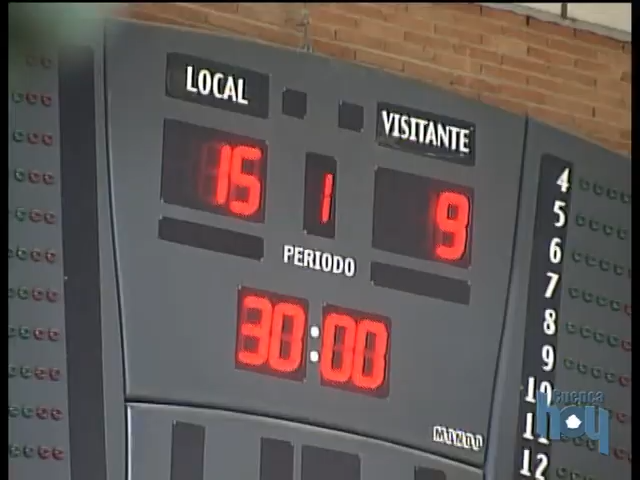 LOCAL
VISITANTE
15
1
9
PERIODO
30:00
MONDO
4
5
6
7
8
9
10
11
12
cuenca
hoy